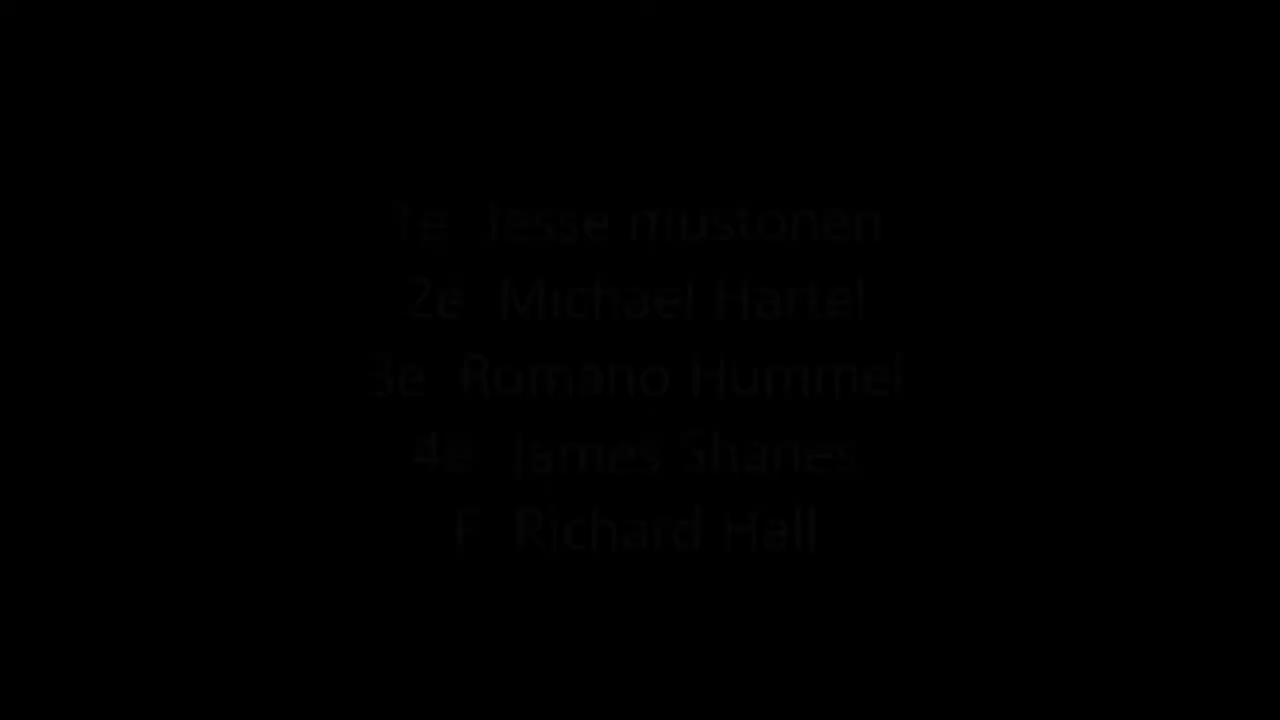 1e Jesse mustonen
2e Michael Hartel
3e Romano Hummel
4e James Shanes
F Richard Hall